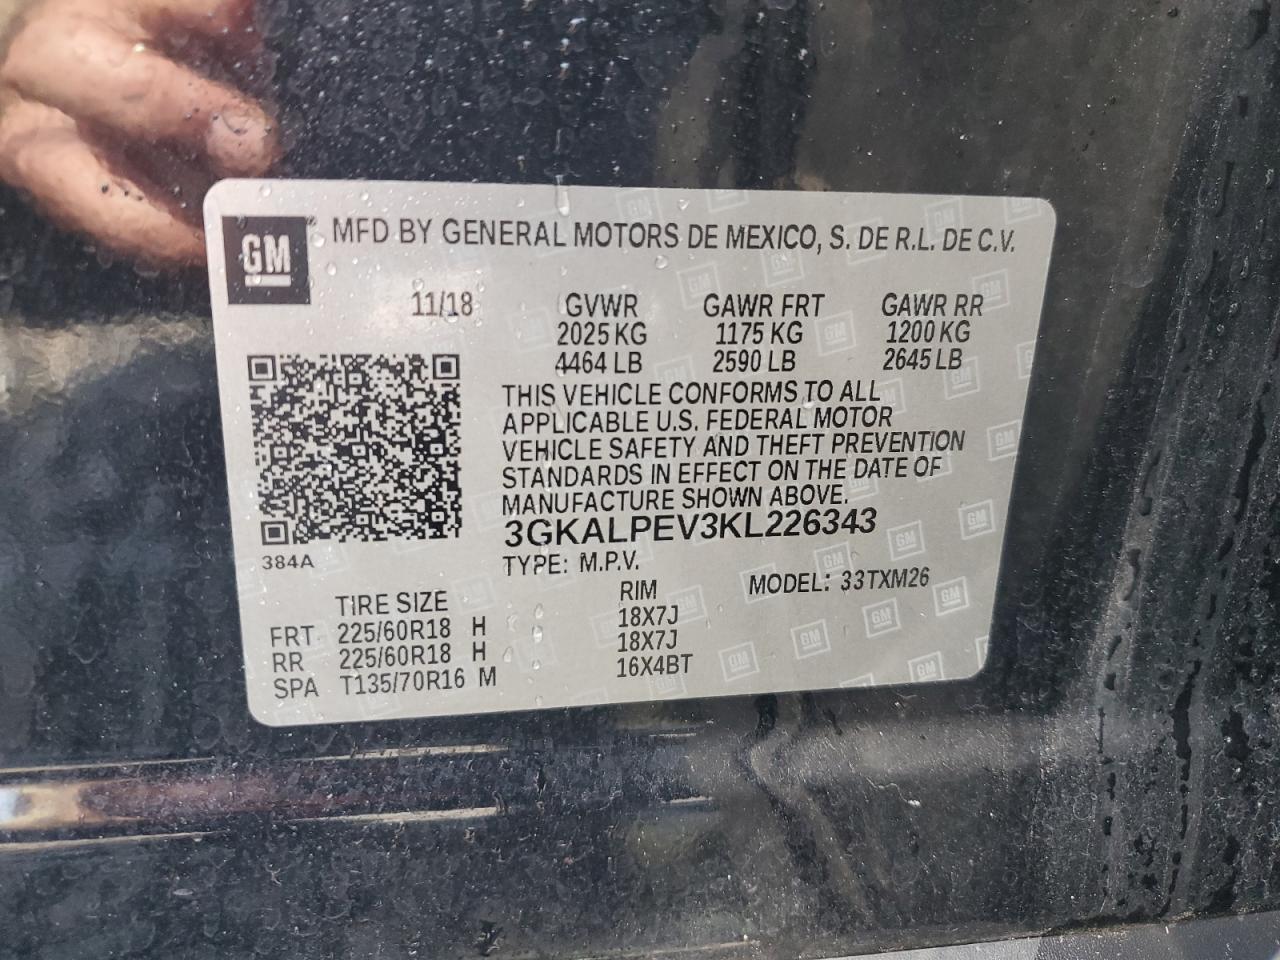 GM MFD BY GENERAL MOTORS DE MEXICO, S. DE R.L. DE C.V.
11/18 GVWR GAWR FRT GAWR RR
2025 KG 1175 KG 1200 KG
4464 LB 2590 LB 2645 LB
THIS VEHICLE CONFORMS TO ALL
APPLICABLE U.S. FEDERAL MOTOR
VEHICLE SAFETY AND THEFT PREVENTION
STANDARDS IN EFFECT ON THE DATE OF
MANUFACTURE SHOWN ABOVE.
3GKALPEV3KL226343
384A
TYPE: M.P.V.
MODEL: 33TXM26
TIRE SIZE RIM
FRT 225/60R18 H 18X7J
RR 225/60R18 H 18X7J
SPA T135/70R16 M 16X4BT